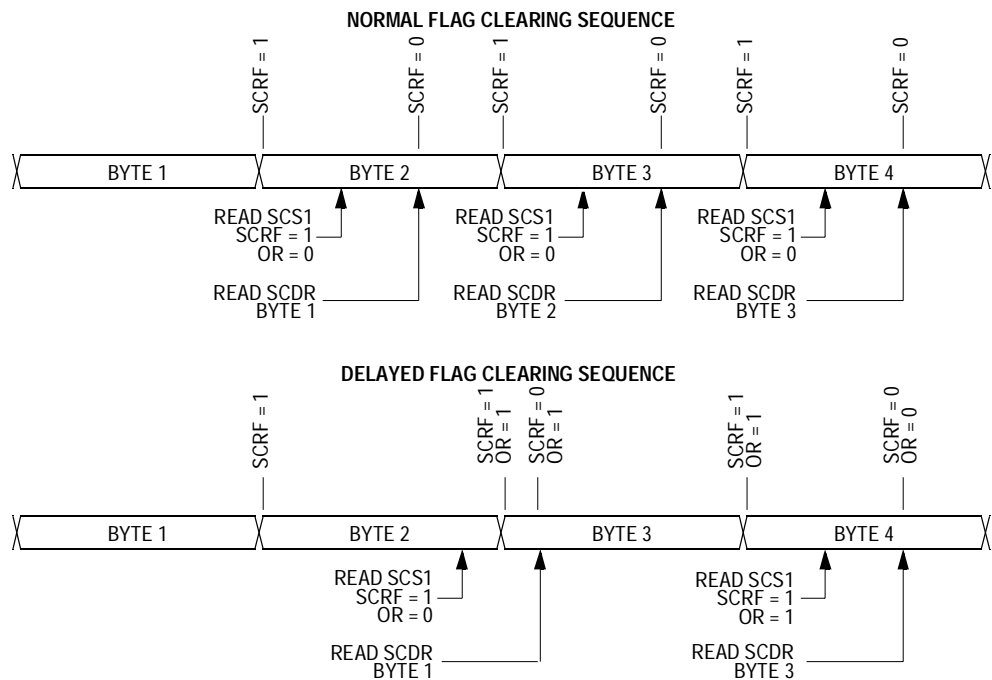 NORMAL FLAG CLEARING SEQUENCE
SCRF = 1
SCRF = 0
SCRF = 1
SCRF = 0
SCRF = 1
SCRF = 0
BYTE 1
BYTE 2
BYTE 3
BYTE 4
READ SCS1
SCRF = 1
OR = 0
READ SCS1
SCRF = 1
OR = 0
READ SCS1
SCRF = 1
OR = 0
READ SCDR
BYTE 1
READ SCDR
BYTE 2
READ SCDR
BYTE 3
DELAYED FLAG CLEARING SEQUENCE
SCRF = 1
SCRF = 1
OR = 1
SCRF = 0
OR = 1
SCRF = 1
OR = 1
SCRF = 0
OR = 0
BYTE 1
BYTE 2
BYTE 3
BYTE 4
READ SCS1
SCRF = 1
OR = 0
READ SCS1
SCRF = 1
OR = 1
READ SCDR
BYTE 1
READ SCDR
BYTE 3